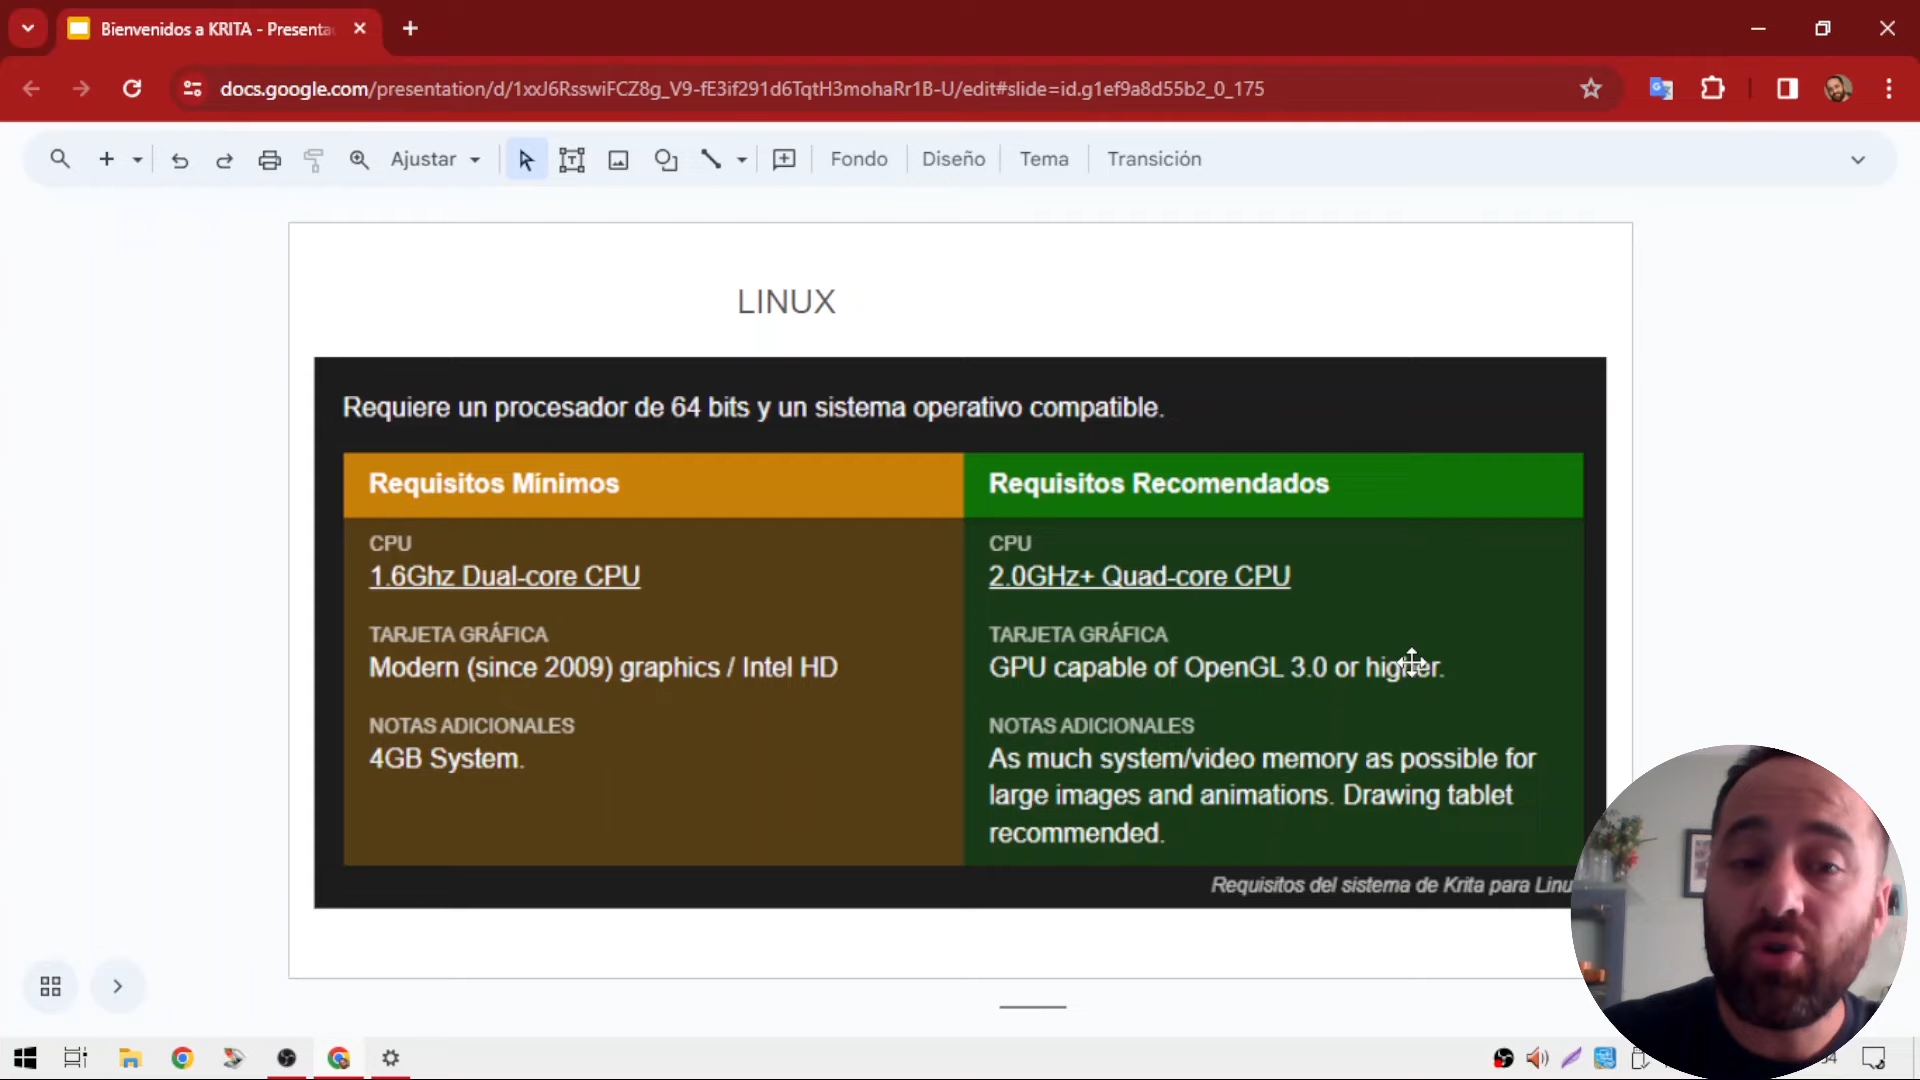 Bienvenidos a KRITA - Presenta
docs.google.com/presentation/d/1xxJ6RsswiFCZ8g_V9-fE3if291d6TqtH3mohaRr1B-U/edit#slide=id.g1ef9a8d55b2_0_175
Ajustar
Fondo
Diseño
Tema
Transición
LINUX
Requiere un procesador de 64 bits y un sistema operativo compatible.
Requisitos Mínimos
CPU
1.6Ghz Dual-core CPU
TARJETA GRÁFICA
Modern (since 2009) graphics / Intel HD
NOTAS ADICIONALES
4GB System.
Requisitos Recomendados
CPU
2.0GHz+ Quad-core CPU
TARJETA GRÁFICA
GPU capable of OpenGL 3.0 or higher.
NOTAS ADICIONALES
As much system/video memory as possible for
large images and animations. Drawing tablet
recommended.
Requisitos del sistema de Krita para Linu